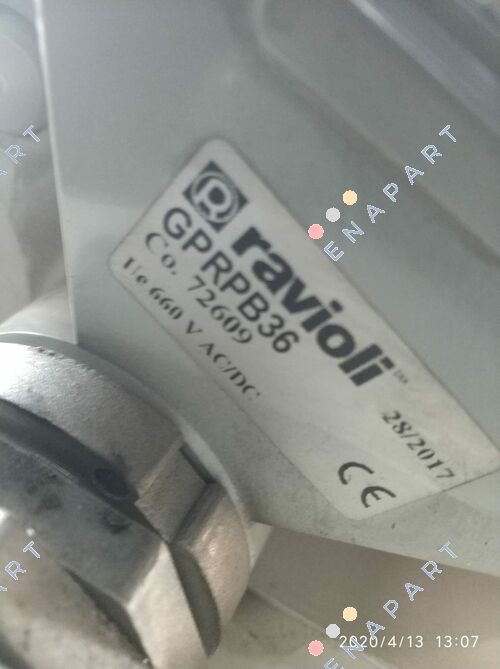 ravioli
GPRPB36
Co. 72609
Ue 660 V AC/DC
28/2017
CE
ENAPART
ENAPART
2020/4/13 13:07